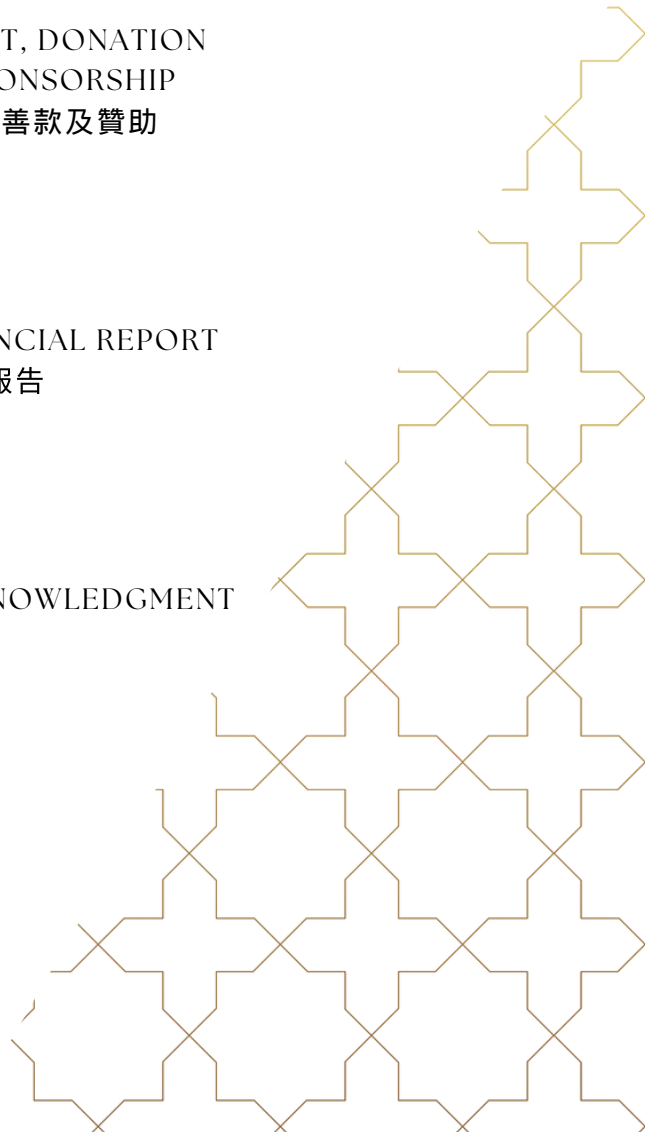 T, DONATION
ONSORSHIP
善款及贊助
NCIAL REPORT
報告
NOWLEDGMENT